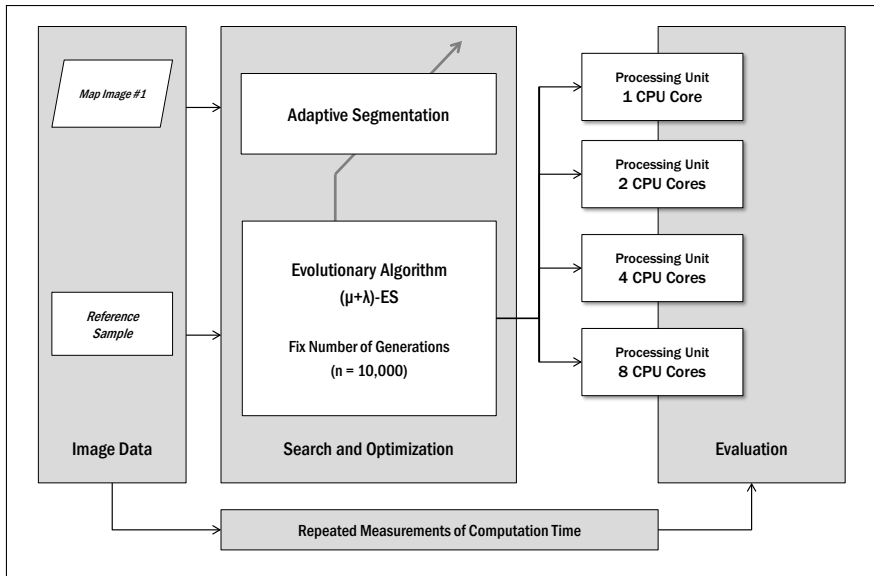 Map Image #1
Reference
Sample
Image Data
Adaptive Segmentation
Evolutionary Algorithm
(μ+λ)-ES
Fix Number of Generations
(n = 10,000)
Search and Optimization
Processing Unit
1 CPU Core
Processing Unit
2 CPU Cores
Processing Unit
4 CPU Cores
Processing Unit
8 CPU Cores
Evaluation
Repeated Measurements of Computation Time